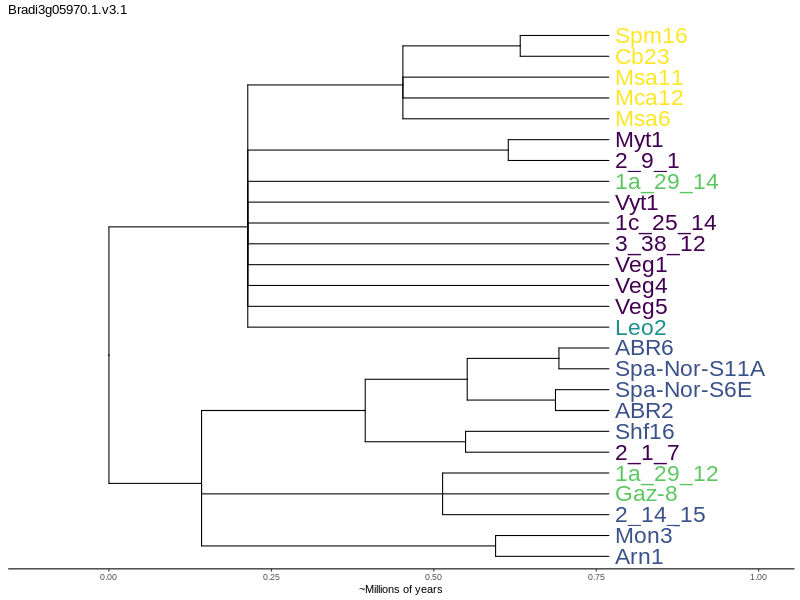 Bradi3g05970.1.v3.1
Spm16
Cb23
Msa11
Mca12
Msa6
Myt1
2_9_1
1a_29_14
Vyt1
1c_25_14
3_38_12
Veg1
Veg4
Veg5
Leo2
ABR6
Spa-Nor-S11A
Spa-Nor-S6E
ABR2
Shf16
2_1_7
1a_29_12
Gaz-8
2_14_15
Mon3
Arn1
0.00 0.25 0.50 0.75 1.00
~Millions of years